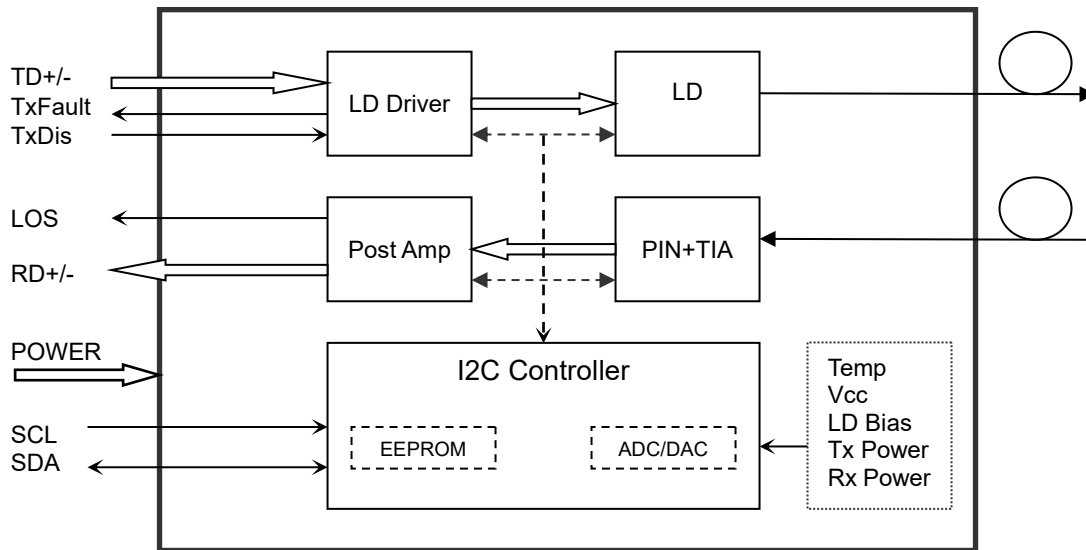 TD+/-
TxFault
TxDis
LD Driver
LD
LOS
RD+/-
Post Amp
PIN+TIA
POWER
SCL
SDA
I2C Controller
EEPROM
ADC/DAC
Temp
Vcc
LD Bias
Tx Power
Rx Power